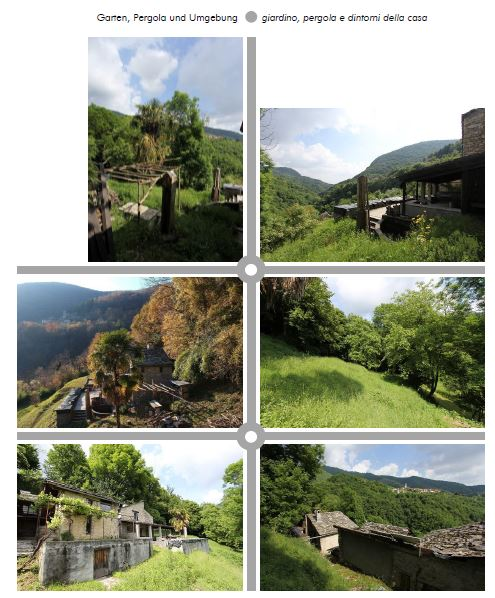 Garten, Pergola und Umgebung giardino, pergola e dintorni della casa